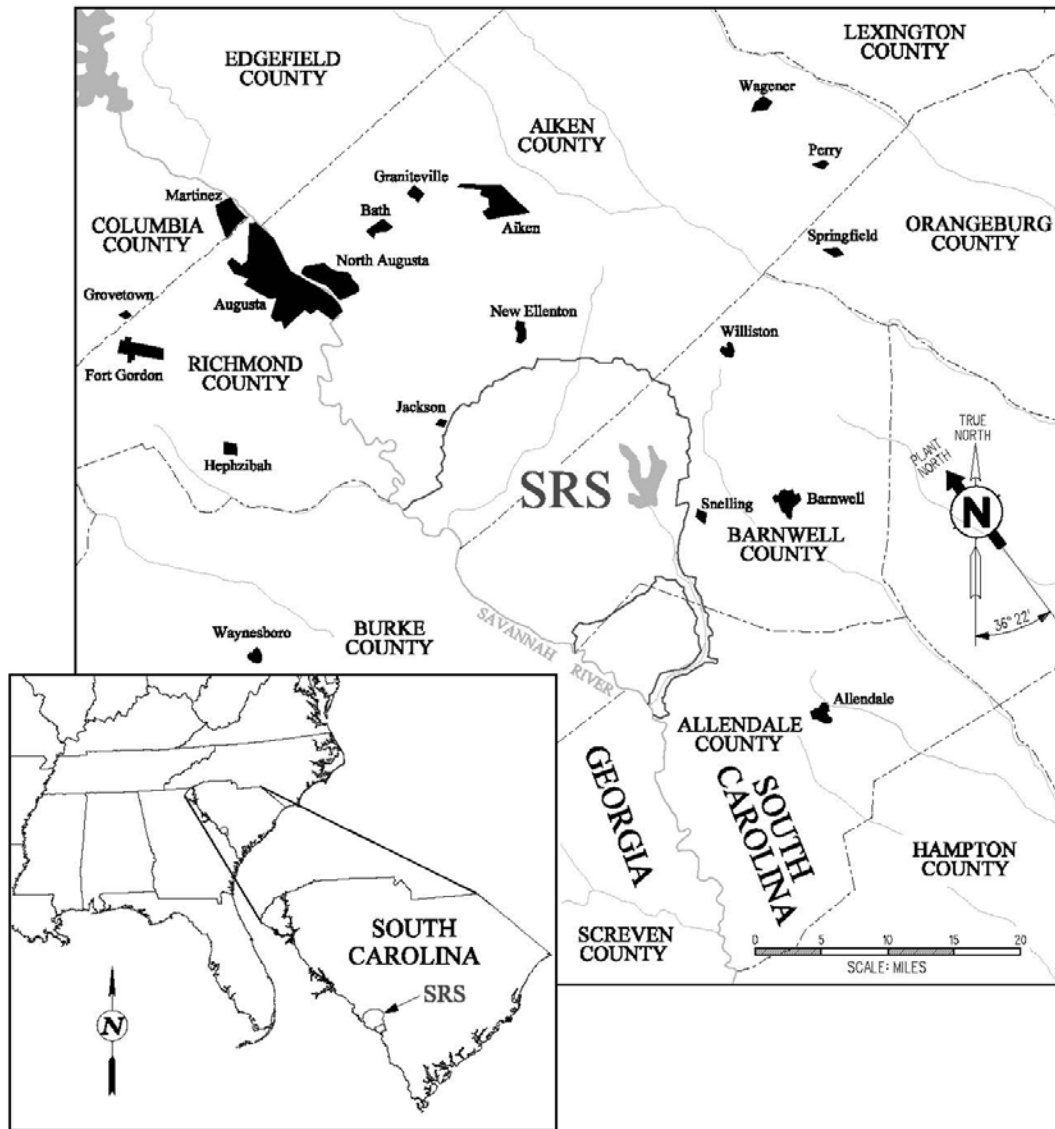 EDGEFIELD
COUNTY
LEXINGTON
COUNTY
Wagener
AIKEN
COUNTY
Perry
Graniteville
Martinez
Bath
Aiken
COLUMBIA
COUNTY
ORANGEBURG
COUNTY
Springfield
North Augusta
Grovetown
Augusta
New Ellenton
Williston
RICHMOND
COUNTY
Fort Gordon
Jackson
TRUE
NORTH
PLANT
NORTH
Hephzibah
SRS
Snelling
Barnwell
N
BARNWELL
COUNTY
36° 22'
SAVANNAH RIVER
BURKE
COUNTY
Waynesboro
Allendale
ALLENDALE
COUNTY
GEORGIA
SOUTH
CAROLINA
HAMPTON
COUNTY
SCREVEN
COUNTY
0 5 10 15 20
SCALE: MILES
SOUTH
CAROLINA
SRS
N